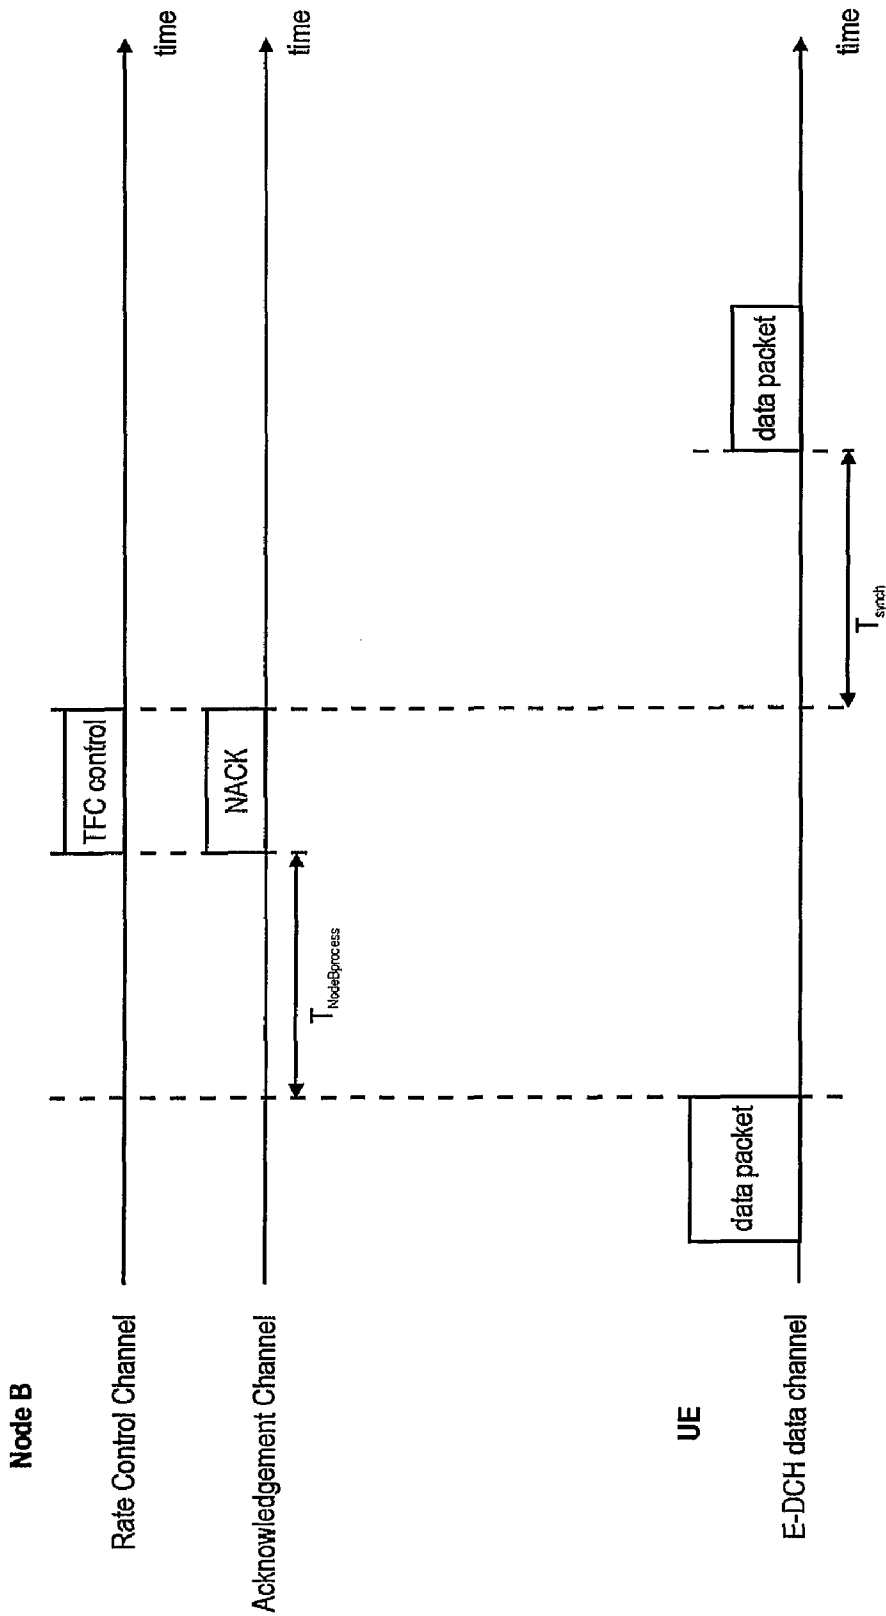 Node B
Rate Control Channel
TFC control
time
Acknowledgement Channel
NACK
time
T_NodeBprocess
UE
E-DCH data channel
data packet
data packet
time
T_synch